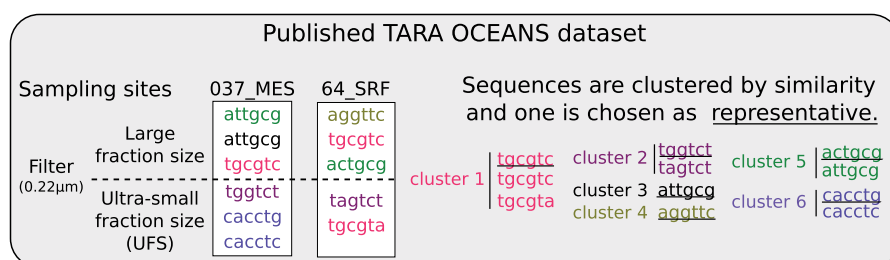 Published TARA OCEANS dataset
Sampling sites
037_MES
64_SRF
Large
fraction size
Filter
(0.22µm)
Ultra-small
fraction size
(UFS)
attgcg
attgcg
tgcgtc
tggtct
cacctg
cacctc
aggttc
tgcgtc
actgcg
tagtct
tgcgta
Sequences are clustered by similarity
and one is chosen as representative.
cluster 1
tgcgtc
tgcgtc
tgcgta
cluster 2
tggtct
tagtct
cluster 3 attgcg
cluster 4 aggttc
cluster 5
actgcg
attgcg
cluster 6
cacctg
cacctc